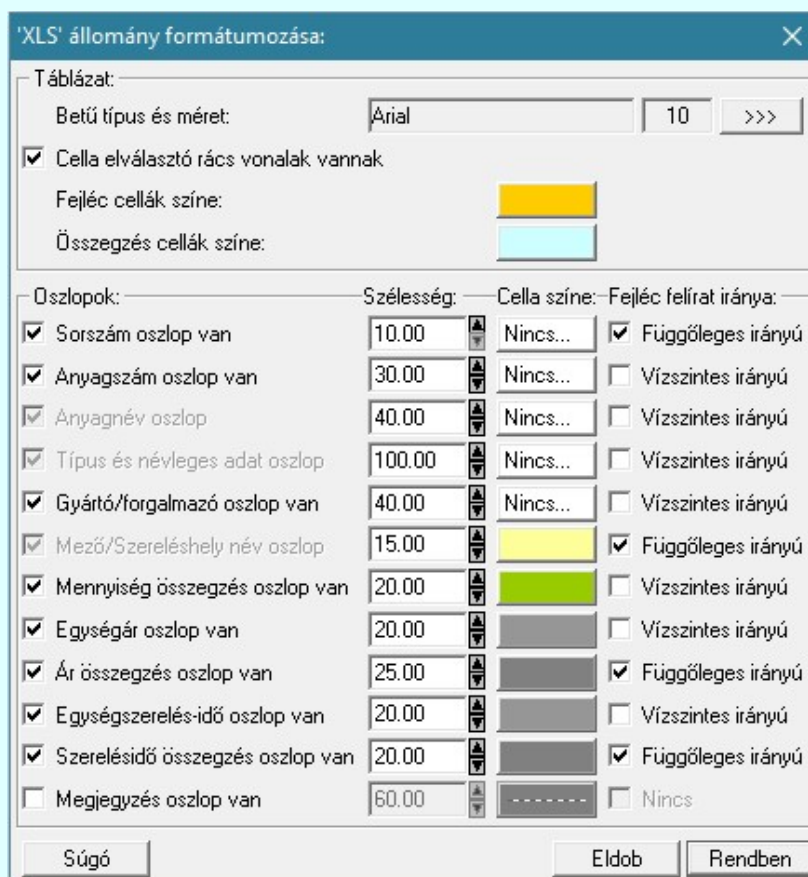 'XLS' állomány formátumozása:
Táblázat:
Betű típus és méret: Arial 10 >>>
Cella elválasztó rács vonalak vannak
Fejléc cellák színe:
Összegzés cellák színe:
Oszlopok: Szélesség: Cella színe: Fejléc felírat iránya:
Sorszám oszlop van 10.00 Nincs... Függőleges irányú
Anyagszám oszlop van 30.00 Nincs... Vízszintes irányú
Anyagnév oszlop 40.00 Nincs... Vízszintes irányú
Típus és névleges adat oszlop 100.00 Nincs... Vízszintes irányú
Gyártó/forgalmazó oszlop van 40.00 Nincs... Vízszintes irányú
Mező/Szereléshely név oszlop 15.00 Függőleges irányú
Mennyiség összegzés oszlop van 20.00 Vízszintes irányú
Egységár oszlop van 20.00 Vízszintes irányú
Ár összegzés oszlop van 25.00 Függőleges irányú
Egységszerelés-idő oszlop van 20.00 Vízszintes irányú
Szerelésidő összegzés oszlop van 20.00 Függőleges irányú
Megjegyzés oszlop van 60.00 Nincs
Súgó Eldob Rendben